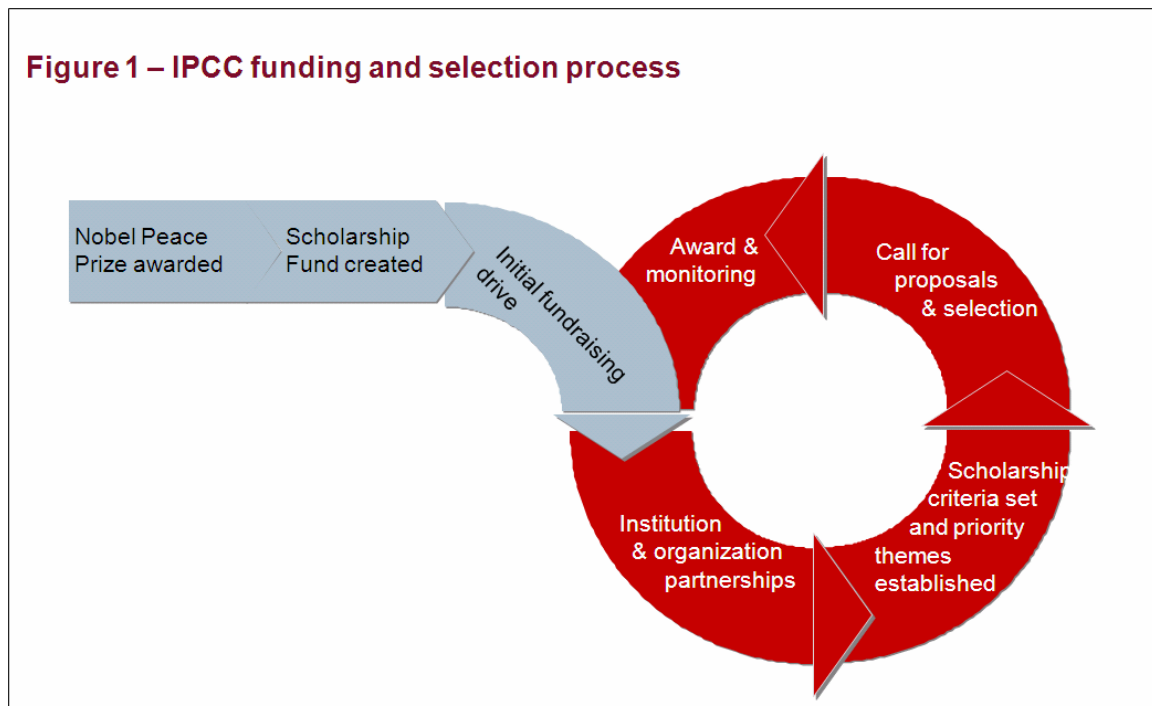 Figure 1 – IPCC funding and selection process
Nobel Peace
Prize awarded
Scholarship
Fund created
Initial fundraising
drive
Institution
& organization
partnerships
Scholarship
criteria set
and priority
themes
established
Call for
proposals
& selection
Award &
monitoring